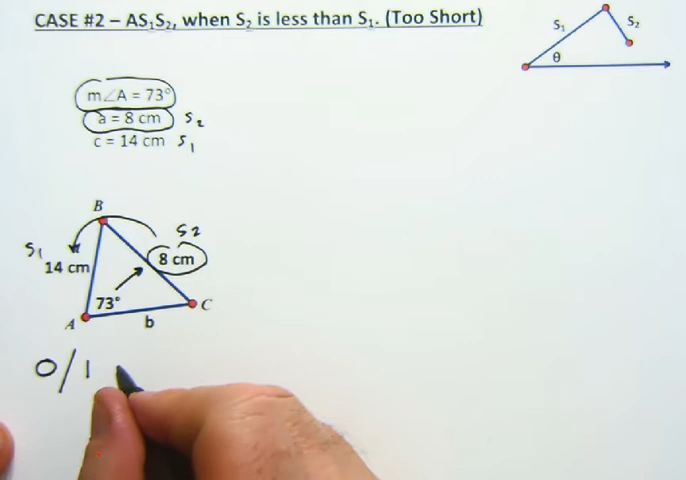 CASE #2 – AS₁S₂, when S₂ is less than S₁. (Too Short)
S₁
S₂
θ
m∠A = 73°
a = 8 cm S₂
c = 14 cm S₁
B
S₂
S₁
8 cm
14 cm
73°
C
A
b
0/1